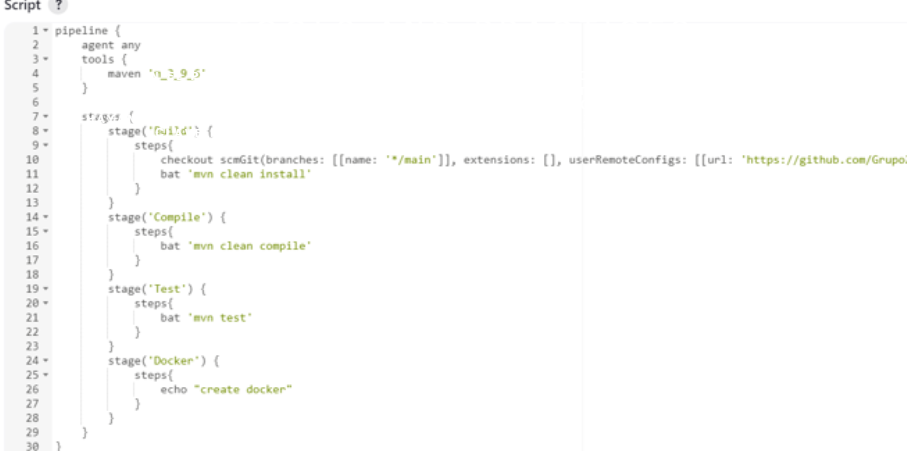 Script ?
1 pipeline {
2 agent any
3 tools {
4 maven
5 }
6
7 stages {
8 stage('Build') {
9 steps{
10 checkout scmGit(branches: [[name: '*/main']], extensions: [], userRemoteConfigs: [[url: 'https://github.com/Grupo
11 bat 'mvn clean install'
12 }
13 }
14 stage('Compile') {
15 steps{
16 bat 'mvn clean compile'
17 }
18 }
19 stage('Test') {
20 steps{
21 bat 'mvn test'
22 }
23 }
24 stage('Docker') {
25 steps{
26 echo "create docker"
27 }
28 }
29 }
30 }